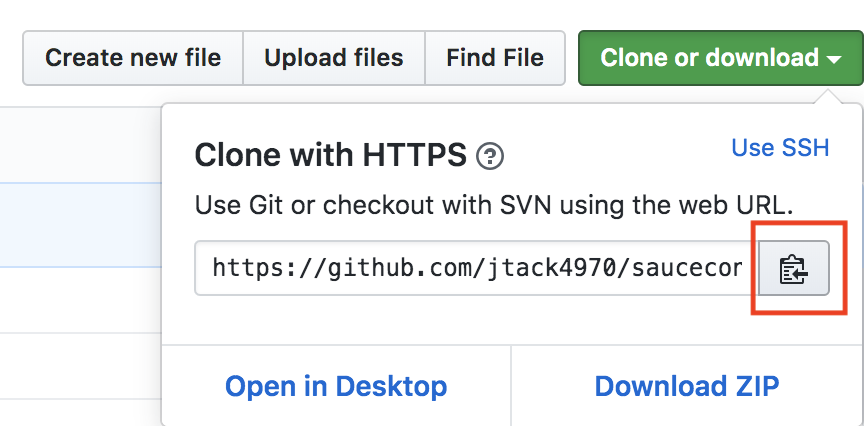 Create new file Upload files Find File Clone or download
Clone with HTTPS ?
Use SSH
Use Git or checkout with SVN using the web URL.
https://github.com/jtack4970/saucecor
Open in Desktop Download ZIP